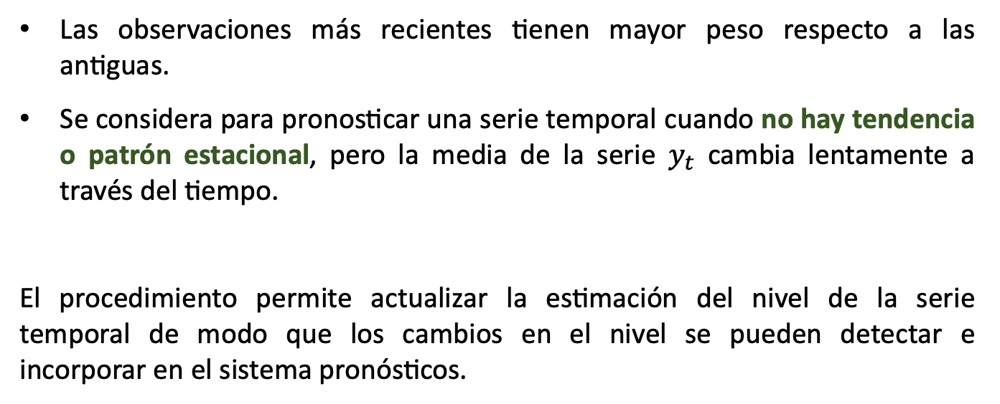 • Las observaciones más recientes tienen mayor peso respecto a las
antiguas.
• Se considera para pronosticar una serie temporal cuando no hay tendencia
o patrón estacional, pero la media de la serie yₜ cambia lentamente a
través del tiempo.
El procedimiento permite actualizar la estimación del nivel de la serie
temporal de modo que los cambios en el nivel se pueden detectar e
incorporar en el sistema pronósticos.